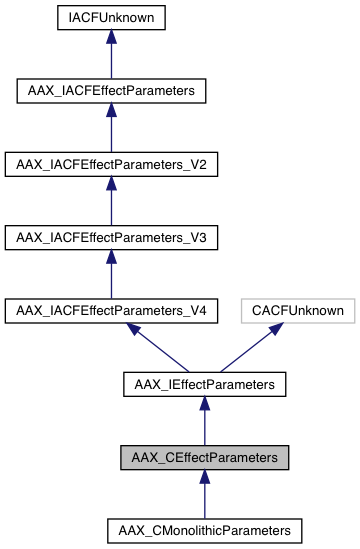 IACFUnknown
AAX_IACFEffectParameters
AAX_IACFEffectParameters_V2
AAX_IACFEffectParameters_V3
AAX_IACFEffectParameters_V4
CACFUnknown
AAX_IEffectParameters
AAX_CEffectParameters
AAX_CMonolithicParameters